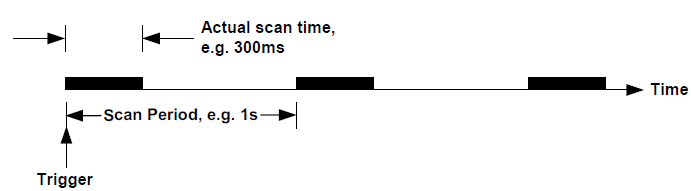 Actual scan time,
e.g. 300ms
Time
Scan Period, e.g. 1s
Trigger